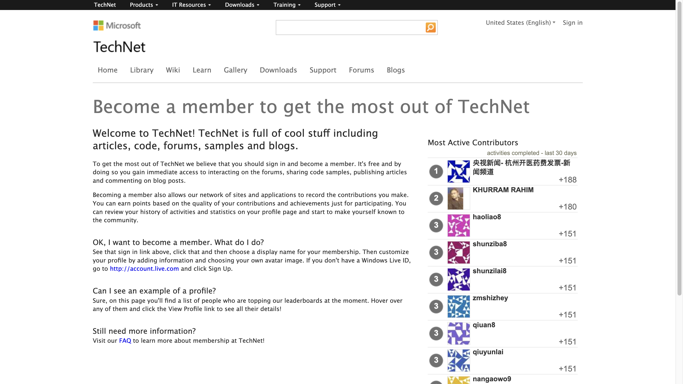 TechNet Products IT Resources Downloads Training Support
Microsoft
United States (English) Sign in
TechNet
Home Library Wiki Learn Gallery Downloads Support Forums Blogs
Become a member to get the most out of TechNet
Welcome to TechNet! TechNet is full of cool stuff including
articles, code, forums, samples and blogs.
To get the most out of TechNet we believe that you should sign in and become a member. It's free and by
doing so you gain immediate access to interacting on the forums, sharing code samples, publishing articles
and commenting on blog posts.
Becoming a member also allows our network of sites and applications to record the contributions you make.
You can earn points based on the quality of your contributions and achievements just for participating. You
can review your history of activities and statistics on your profile page and start to make yourself known to
the community.
OK, I want to become a member. What do I do?
See that sign in link above, click that and then choose a display name for your membership. Then customize
your profile by adding information and choosing your own avatar image. If you don't have a Windows Live ID,
go to http://account.live.com and click Sign Up.
Can I see an example of a profile?
Sure, on this page you'll find a list of people who are topping our leaderboards at the moment. Hover over
any of them and click the View Profile link to see all their details!
Still need more information?
Visit our FAQ to learn more about membership at TechNet!
Most Active Contributors
activities completed - last 30 days
1 央视新闻- 杭州开医药费发票-新
闻频道
+188
2 KHURRAM RAHIM
+180
3 haoliao8
+151
3 shunziba8
+151
3 shunzilai8
+151
3 zmshizhey
+151
3 qiuan8
+151
3 qiuyunlai
+151
3 nangaowo9